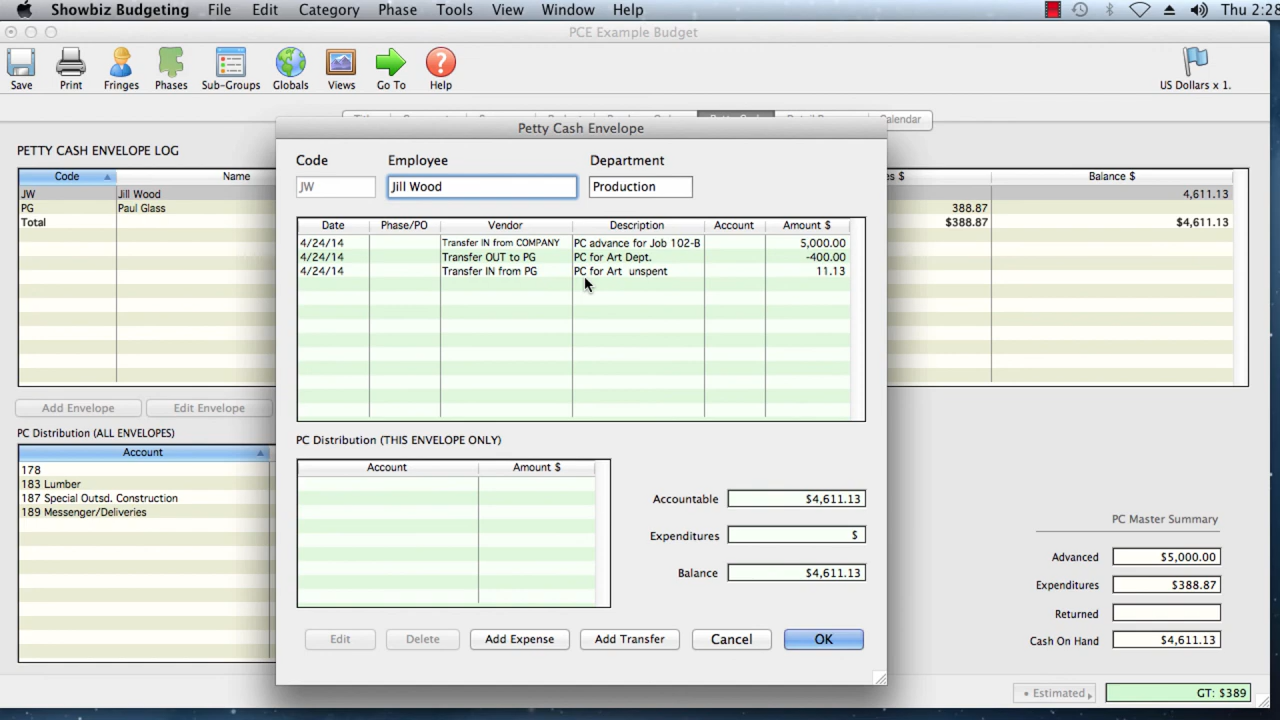 Showbiz Budgeting File Edit Category Phase Tools View Window Help Thu 2:28
PCE Example Budget
Save Print Fringes Phases Sub-Groups Globals Views Go To Help US Dollars x 1.
Calendar
Petty Cash Envelope
PETTY CASH ENVELOPE LOG
Code Name Balance $
JW Jill Wood 4,611.13
PG Paul Glass 388.87
Total $388.87 $4,611.13
Add Envelope Edit Envelope
PC Distribution (ALL ENVELOPES)
Account
178
183 Lumber
187 Special Outsd. Construction
189 Messenger/Deliveries
Code Employee Department
JW Jill Wood Production
Date Phase/PO Vendor Description Account Amount $
4/24/14 Transfer IN from COMPANY PC advance for Job 102-B 5,000.00
4/24/14 Transfer OUT to PG PC for Art Dept. -400.00
4/24/14 Transfer IN from PG PC for Art unspent 11.13
PC Distribution (THIS ENVELOPE ONLY)
Account Amount $
Accountable $4,611.13
Expenditures $
Balance $4,611.13
Edit Delete Add Expense Add Transfer Cancel OK
PC Master Summary
Advanced $5,000.00
Expenditures $388.87
Returned
Cash On Hand $4,611.13
• Estimated GT: $389